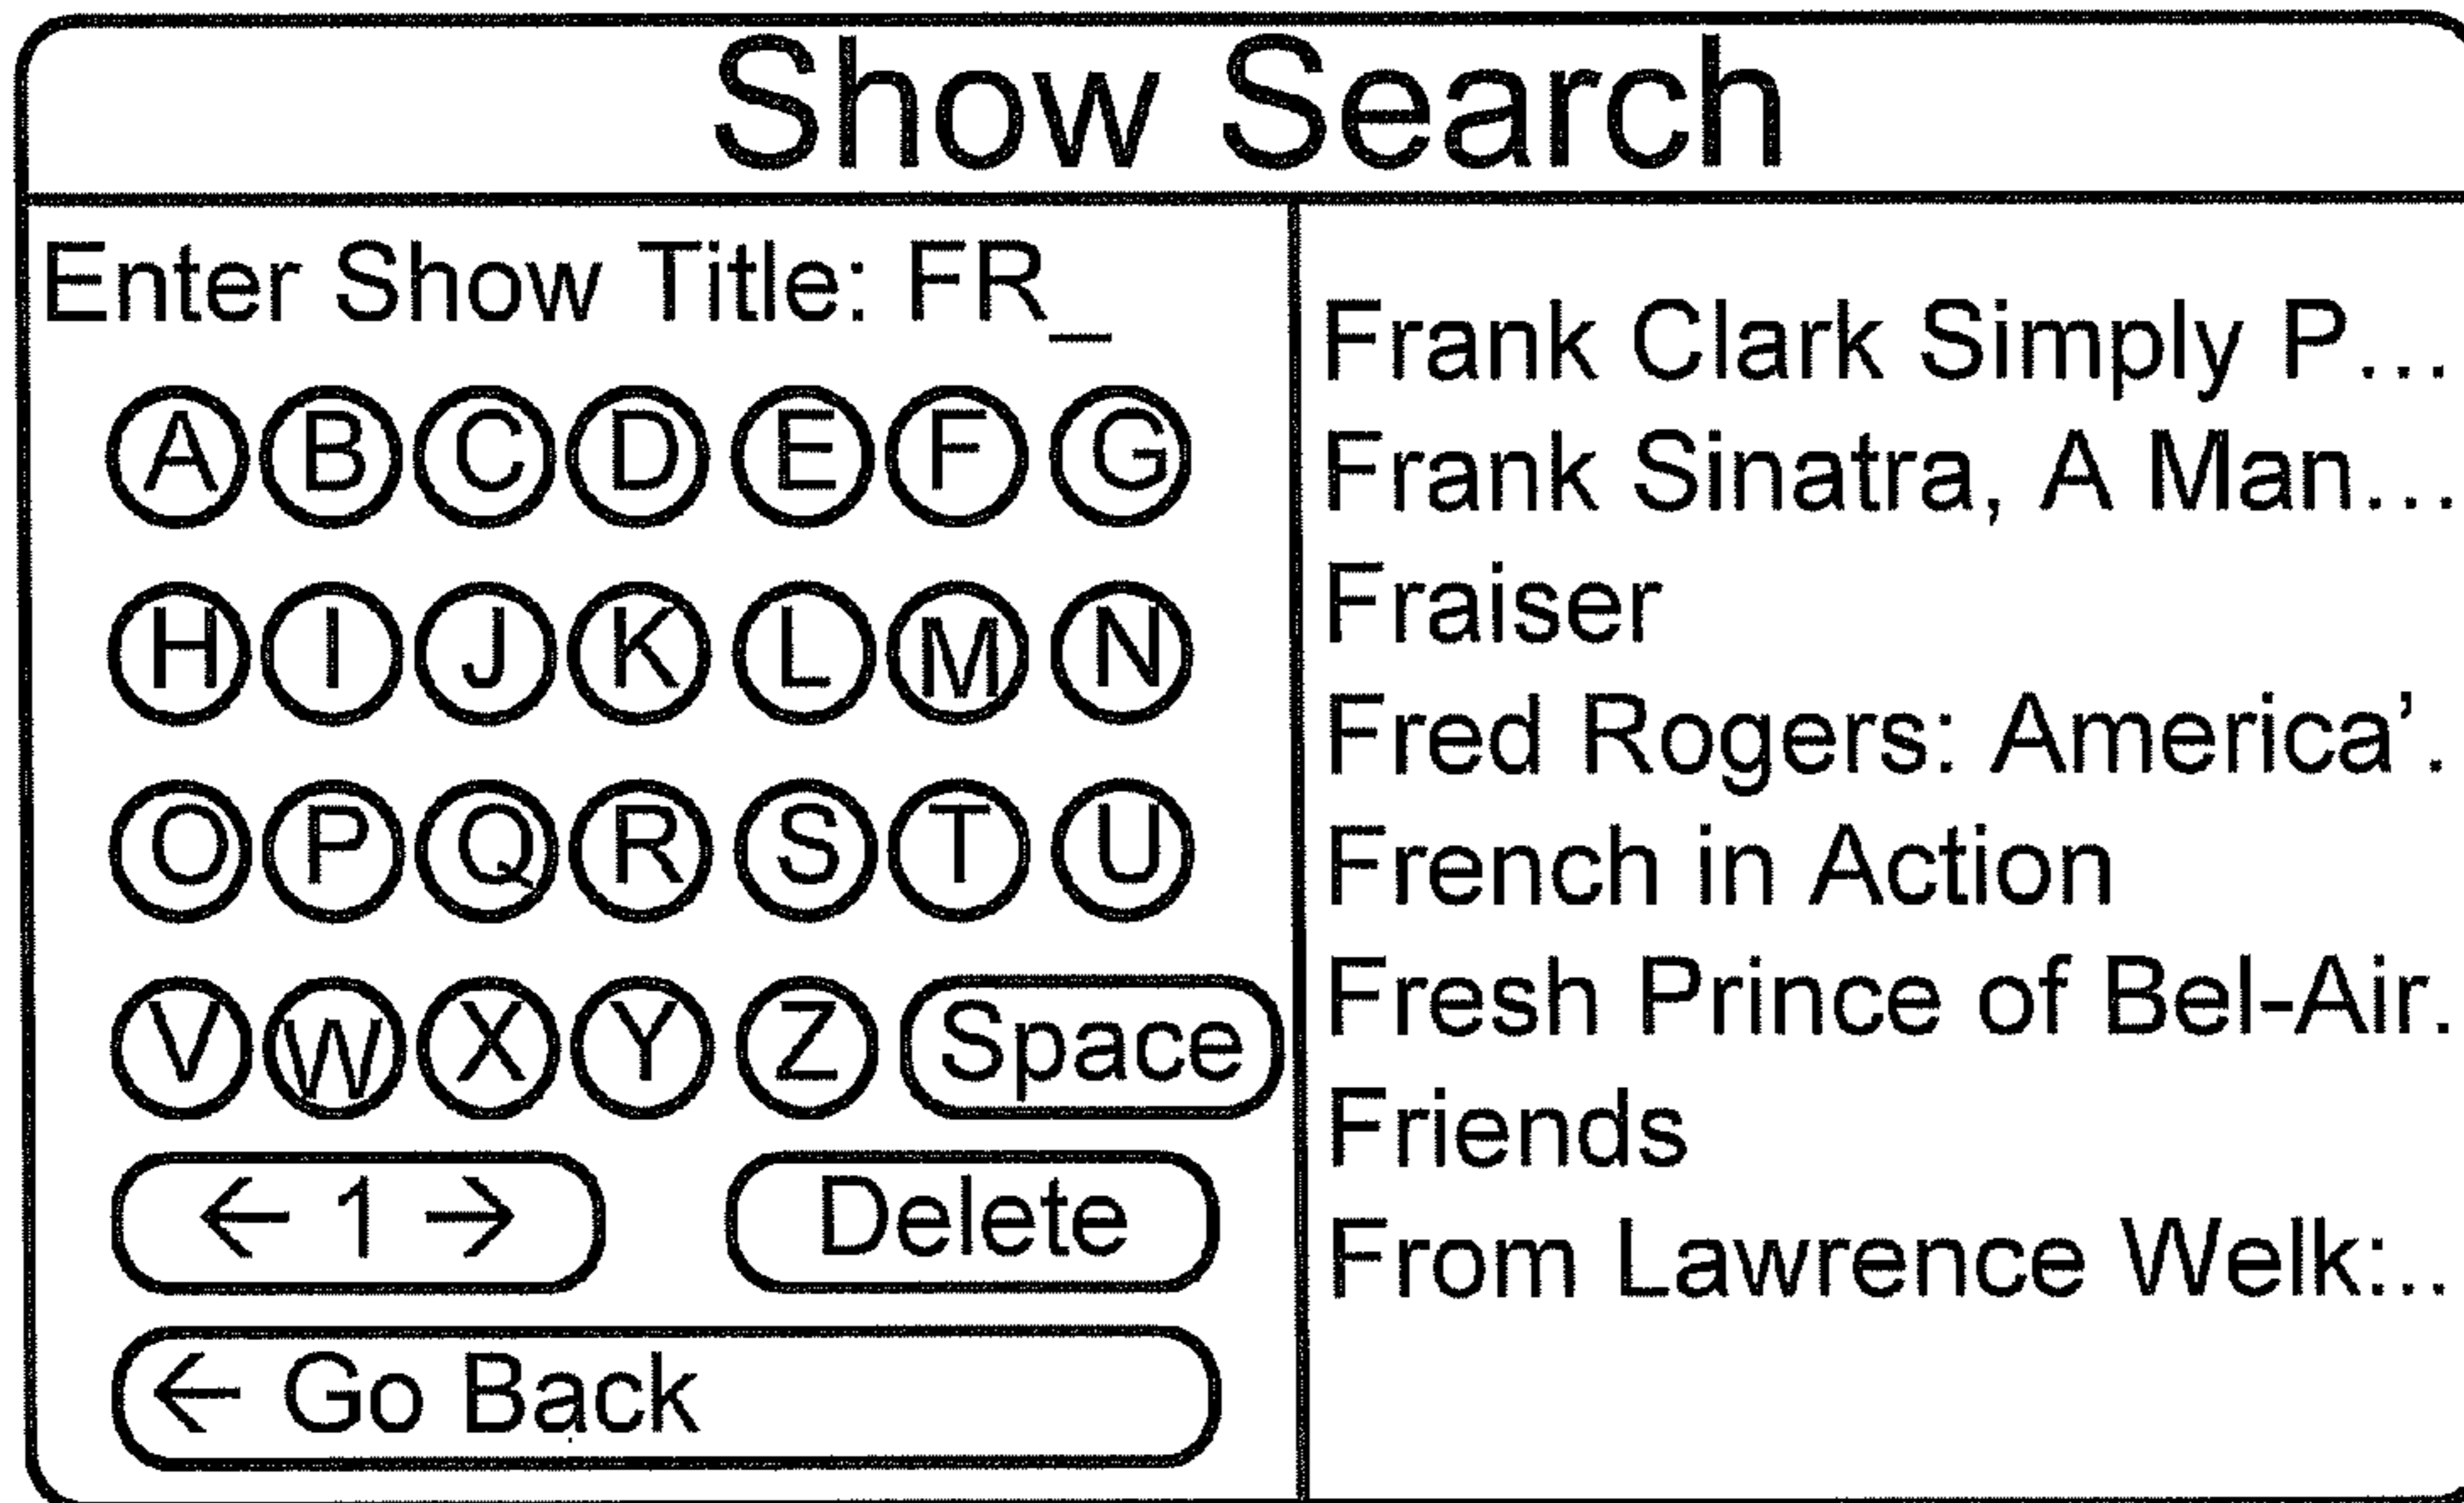 Show Search
Enter Show Title: FR_
A B C D E F G
H I J K L M N
O P Q R S T U
V W X Y Z Space
← 1 → Delete
← Go Back
Frank Clark Simply P...
Frank Sinatra, A Man...
Fraiser
Fred Rogers: America’.
French in Action
Fresh Prince of Bel-Air.
Friends
From Lawrence Welk:..